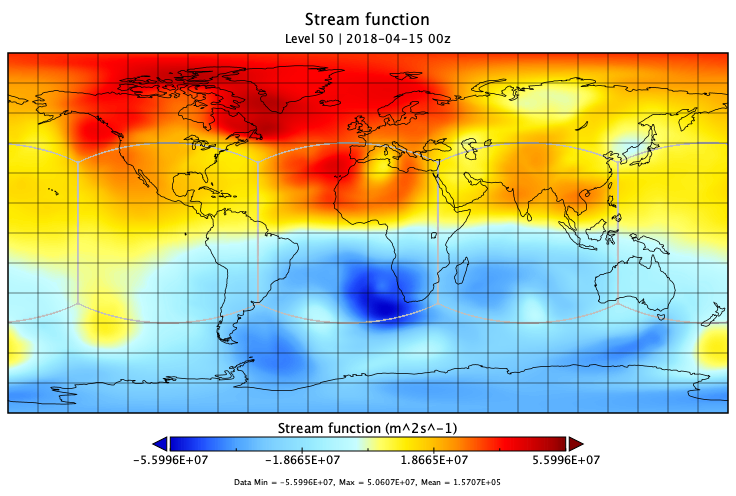 Stream function
Level 50 | 2018-04-15 00z
Stream function (m^2s^-1)
-5.5996E+07 -1.8665E+07 1.8665E+07 5.5996E+07
Data Min = -5.5996E+07, Max = 5.0607E+07, Mean = 1.5707E+05